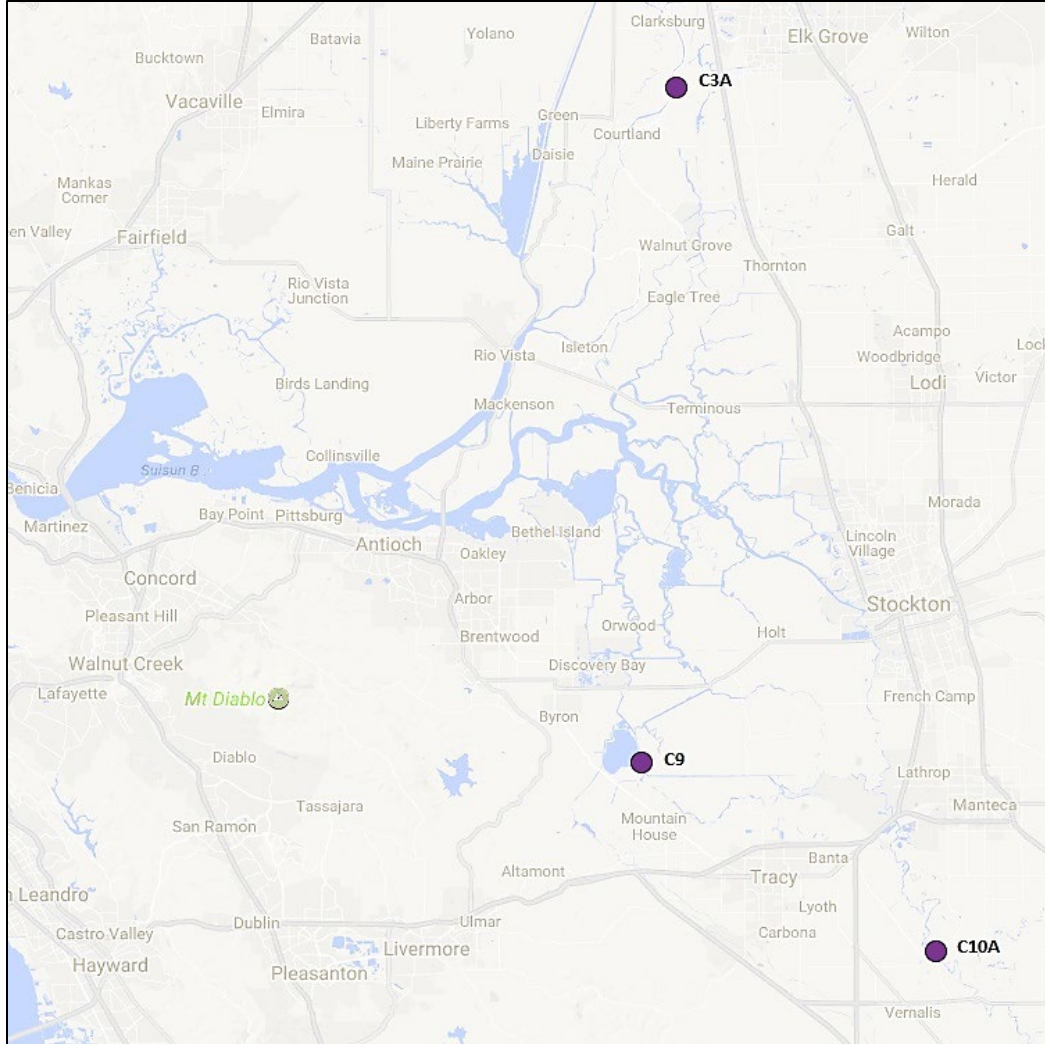 Clarksburg
Elk Grove
Wilton
Yolano
Batavia
Bucktown
Vacaville
Elmira
C3A
Green
Liberty Farms
Courtland
Daisie
Maine Prairie
Mankas
Corner
Herald
een Valley
Fairfield
Galt
Walnut Grove
Thornton
Rio Vista
Junction
Eagle Tree
Acampo
Lock
Isleton
Rio Vista
Woodbridge
Birds Landing
Lodi
Victor
Mackenson
Terminous
Collinsville
Suisun B
Benicia
Morada
Bay Point
Pittsburg
Martinez
Bethel Island
Lincoln
Village
Antioch
Oakley
Concord
Arbor
Stockton
Pleasant Hill
Orwood
Holt
Brentwood
Walnut Creek
Discovery Bay
Lafayette
Mt Diablo
French Camp
Byron
Diablo
C9
Lathrop
Tassajara
Manteca
San Ramon
Mountain
House
Banta
Altamont
Tracy
n Leandro
Lyoth
Dublin
Ulmar
Castro Valley
Carbona
Livermore
C10A
Hayward
Pleasanton
Vernalis